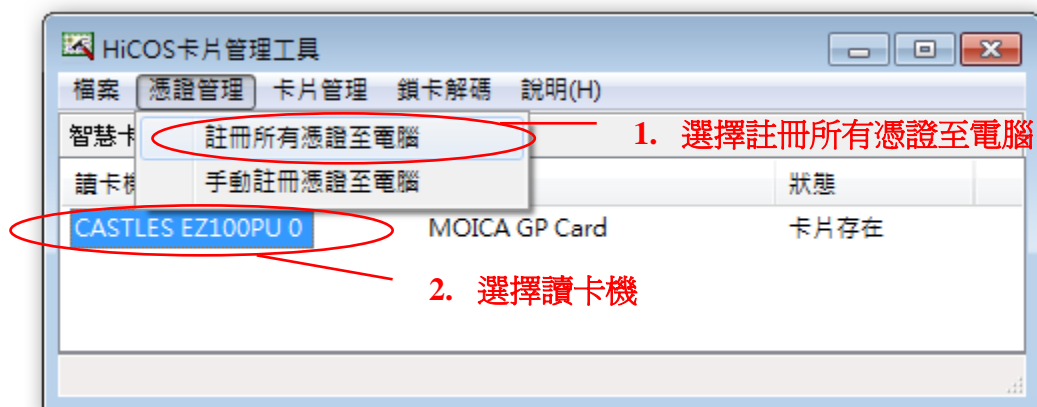 HiCOS卡片管理工具
檔案 憑證管理 卡片管理 鎖卡解碼 說明(H)
智慧卡
註冊所有憑證至電腦
1. 選擇註冊所有憑證至電腦
手動註冊憑證至電腦
讀卡機
狀態
CASTLES EZ100PU 0 MOICA GP Card 卡片存在
2. 選擇讀卡機